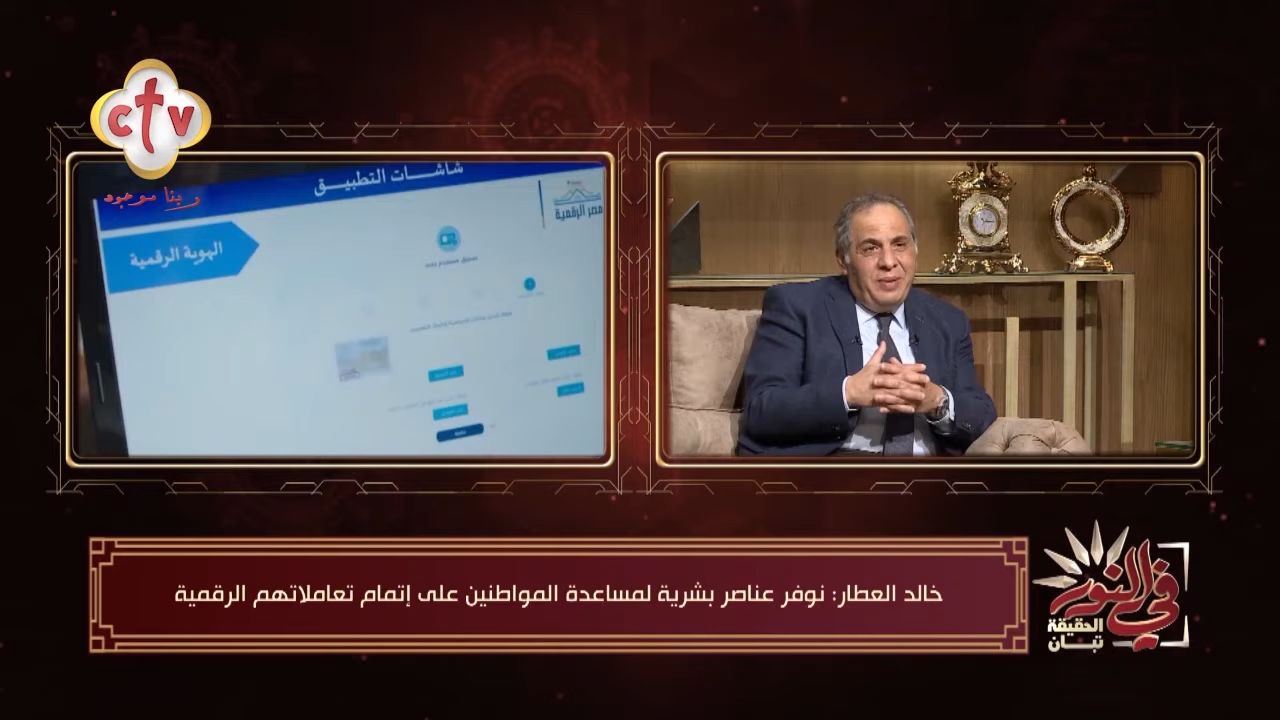 ctv
ربنا موجود
شاشات التطبيق
مصر الرقمية
الهوية الرقمية
خالد العطار: نوفر عناصر بشرية لمساعدة المواطنين على إتمام تعاملاتهم الرقمية
في النور
الحقيقة
تبان